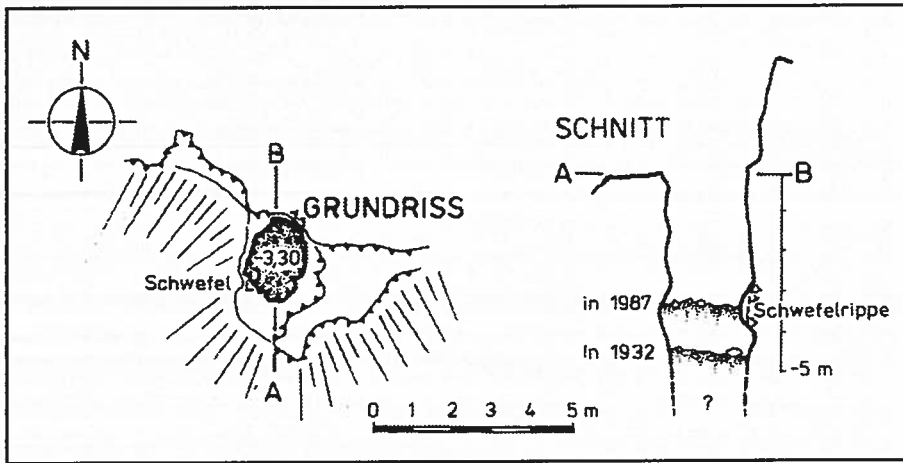 N
B
GRUNDRISS
-3,30
Schwefel
A
0 1 2 3 4 5 m
SCHNITT
A
B
in 1987
Schwefelrippe
In 1932
-5 m
?